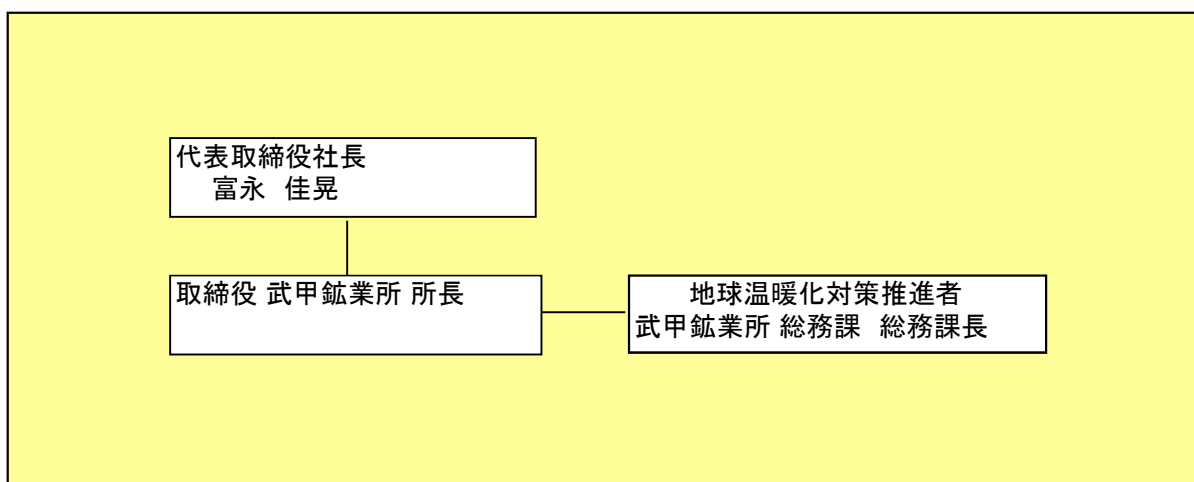 代表取締役社長
富永 佳晃
取締役 武甲鉱業所 所長
地球温暖化対策推進者
武甲鉱業所 総務課 総務課長